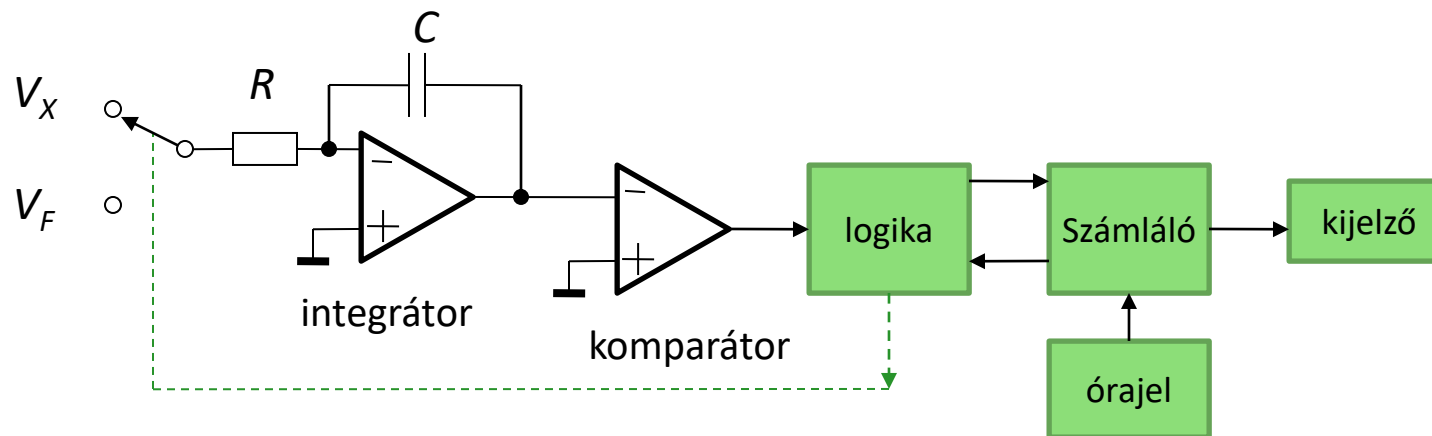 C
V_X
R
V_F
logika
Számláló
kijelző
integrátor
komparátor
órajel